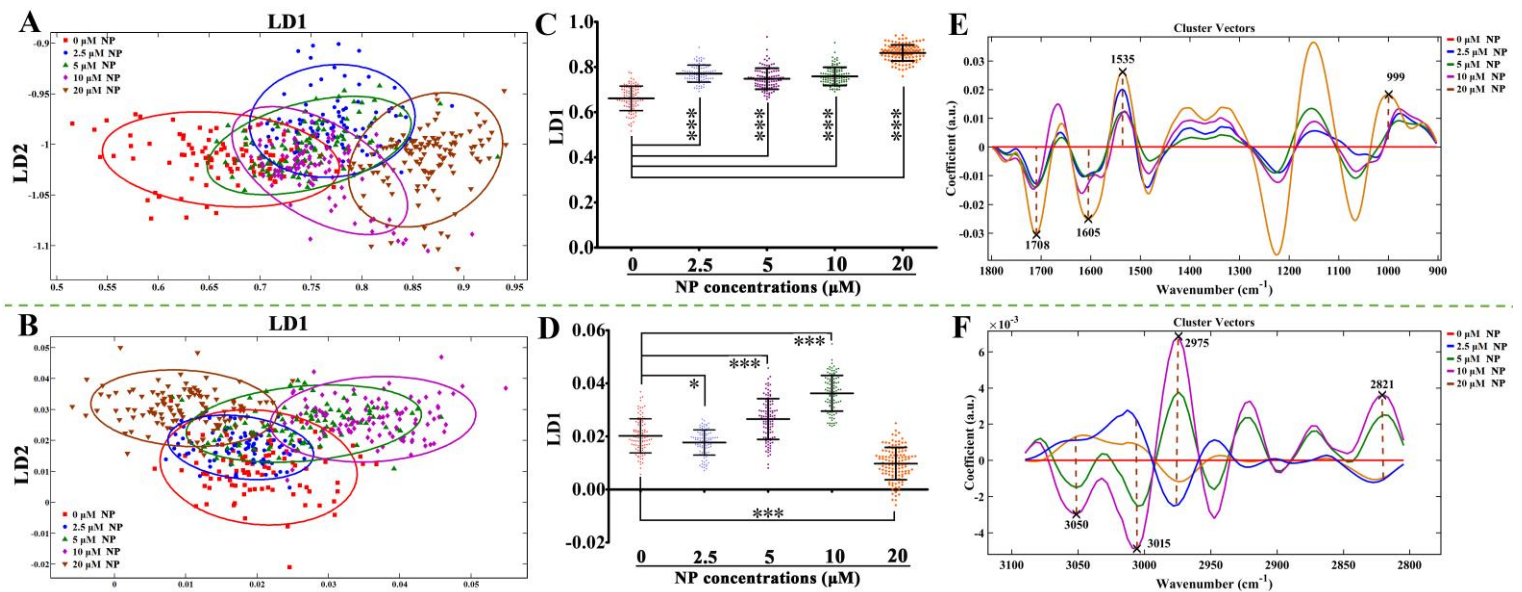 A
LD1
0 μM NP
2.5 μM NP
5 μM NP
10 μM NP
20 μM NP
LD2
-0.9
-0.95
-1
-1.05
-1.1
0.5 0.55 0.6 0.65 0.7 0.75 0.8 0.85 0.9 0.95
C
LD1
1.0
0.8
0.6
0.4
0.2
0.0
***
***
***
***
0 2.5 5 10 20
NP concentrations (μM)
E
Cluster Vectors
0 μM NP
2.5 μM NP
5 μM NP
10 μM NP
20 μM NP
Coefficient (a.u.)
0.03
0.02
0.01
0
-0.01
-0.02
-0.03
1535
999
1708
1605
1800 1700 1600 1500 1400 1300 1200 1100 1000 900
Wavenumber (cm-1)
B
LD1
LD2
0.05
0.04
0.03
0.02
0.01
0
-0.01
-0.02
0 μM NP
2.5 μM NP
5 μM NP
10 μM NP
20 μM NP
0 0.01 0.02 0.03 0.04 0.05
D
LD1
0.06
0.04
0.02
0.00
-0.02
***
***
*
***
0 2.5 5 10 20
NP concentrations (μM)
F
×10-3
Cluster Vectors
0 μM NP
2.5 μM NP
5 μM NP
10 μM NP
20 μM NP
Coefficient (a.u.)
6
4
2
0
-2
-4
2975
2821
3050
3015
3100 3050 3000 2950 2900 2850 2800
Wavenumber (cm-1)